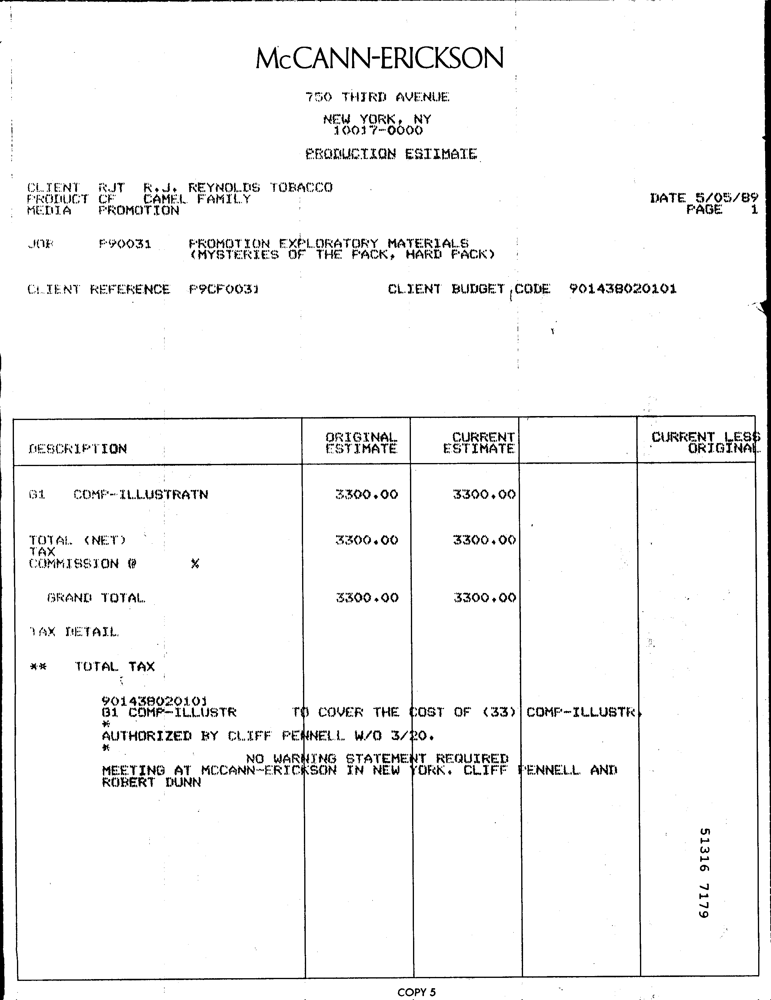 McCANN-ERICKSON
750 THIRD AVENUE
NEW YORK, NY
10017-0000
PRODUCTION ESTIMATE
CLIENT RJT R.J. REYNOLDS TOBACCO
PRODUCT CF CAMEL FAMILY
MEDIA PROMOTION
DATE 5/05/89
PAGE 1
JOB P90031 PROMOTION EXPLORATORY MATERIALS
(MYSTERIES OF THE PACK, HARD PACK)
CLIENT REFERENCE P9CF0031 CLIENT BUDGET CODE 901438020101
DESCRIPTION ORIGINAL ESTIMATE CURRENT ESTIMATE CURRENT LESS ORIGINAL
G1 COMP-ILLUSTRATN 3300.00 3300.00
TOTAL (NET) 3300.00 3300.00
TAX
COMMISSION @ %
GRAND TOTAL 3300.00 3300.00
TAX DETAIL
** TOTAL TAX
901438020101
G1 COMP-ILLUSTR TO COVER THE COST OF (33) COMP-ILLUSTR.
*
AUTHORIZED BY CLIFF PENNELL W/O 3/20.
*
NO WARNING STATEMENT REQUIRED
MEETING AT MCCANN-ERICKSON IN NEW YORK. CLIFF PENNELL AND
ROBERT DUNN
51316 7179
COPY 5